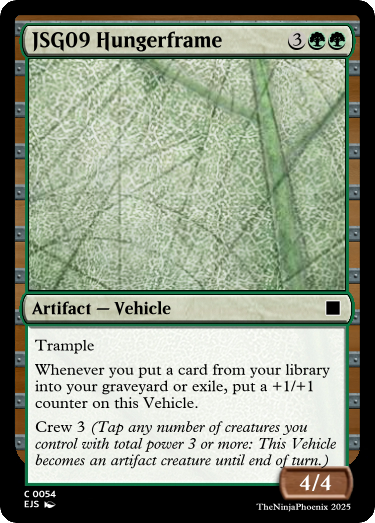 JSG09 Hungerframe 3
Artifact — Vehicle
Trample
Whenever you put a card from your library
into your graveyard or exile, put a +1/+1
counter on this Vehicle.
Crew 3 (Tap any number of creatures you
control with total power 3 or more: This Vehicle
becomes an artifact creature until end of turn.)
4/4
C 0054
EJS
TheNinjaPhoenix 2025